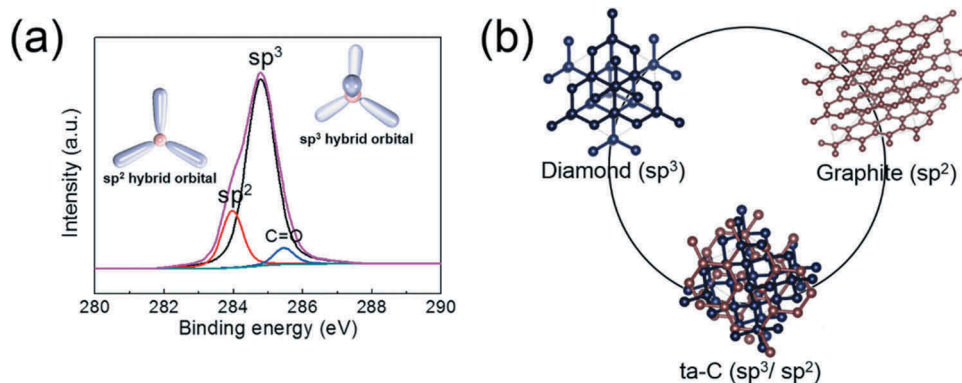 (a)
sp³
sp² hybrid orbital
sp³ hybrid orbital
sp²
C=O
Intensity (a.u.)
280 282 284 286 288 290
Binding energy (eV)
(b)
Diamond (sp³)
Graphite (sp²)
ta-C (sp³/ sp²)